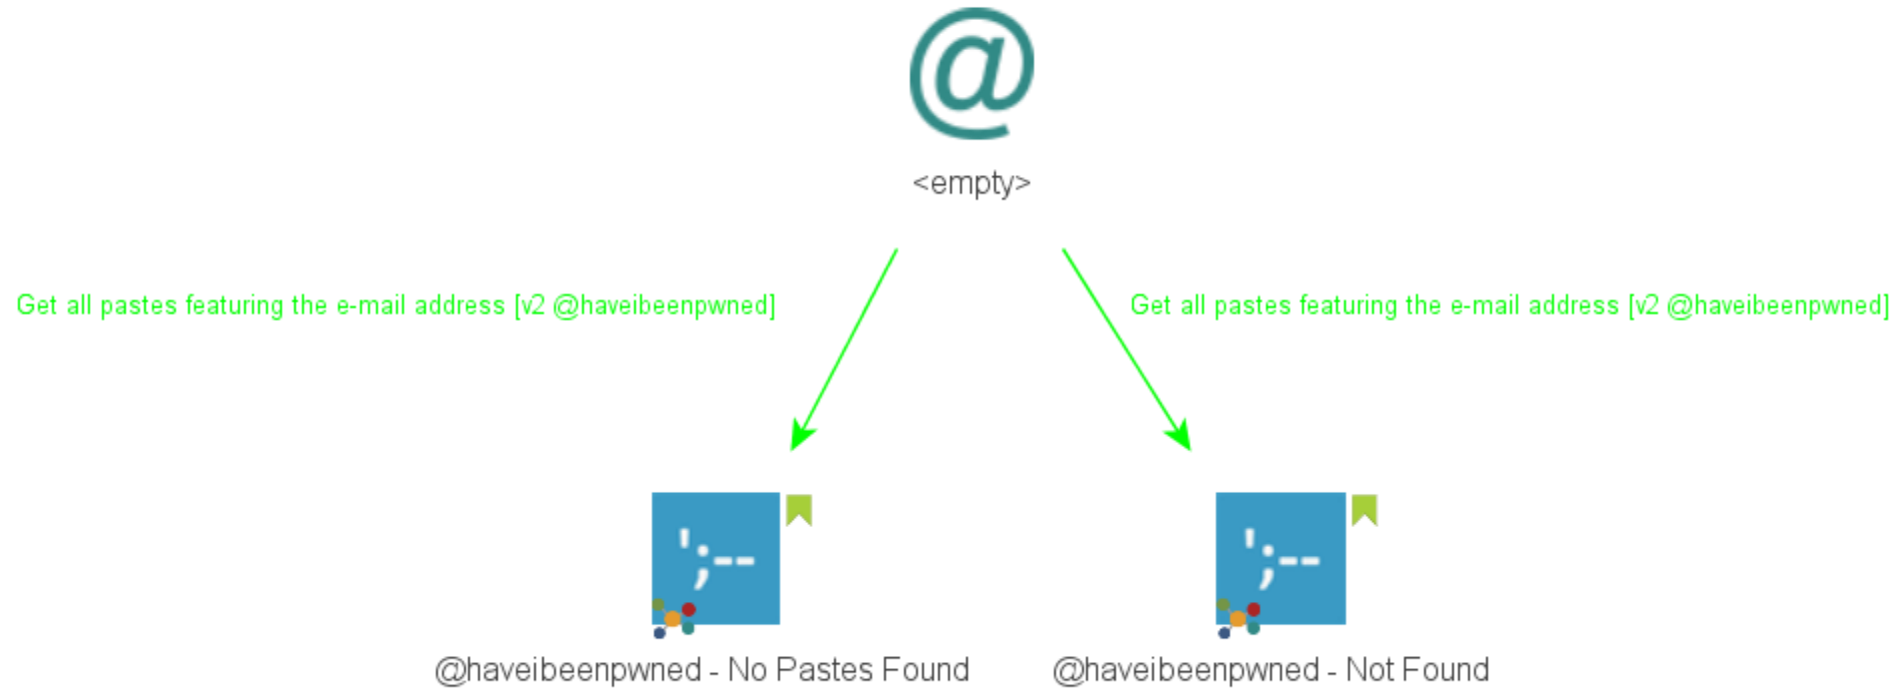 @
<empty>
Get all pastes featuring the e-mail address [v2 @haveibeenpwned]
Get all pastes featuring the e-mail address [v2 @haveibeenpwned]
';--
';--
@haveibeenpwned - No Pastes Found
@haveibeenpwned - Not Found